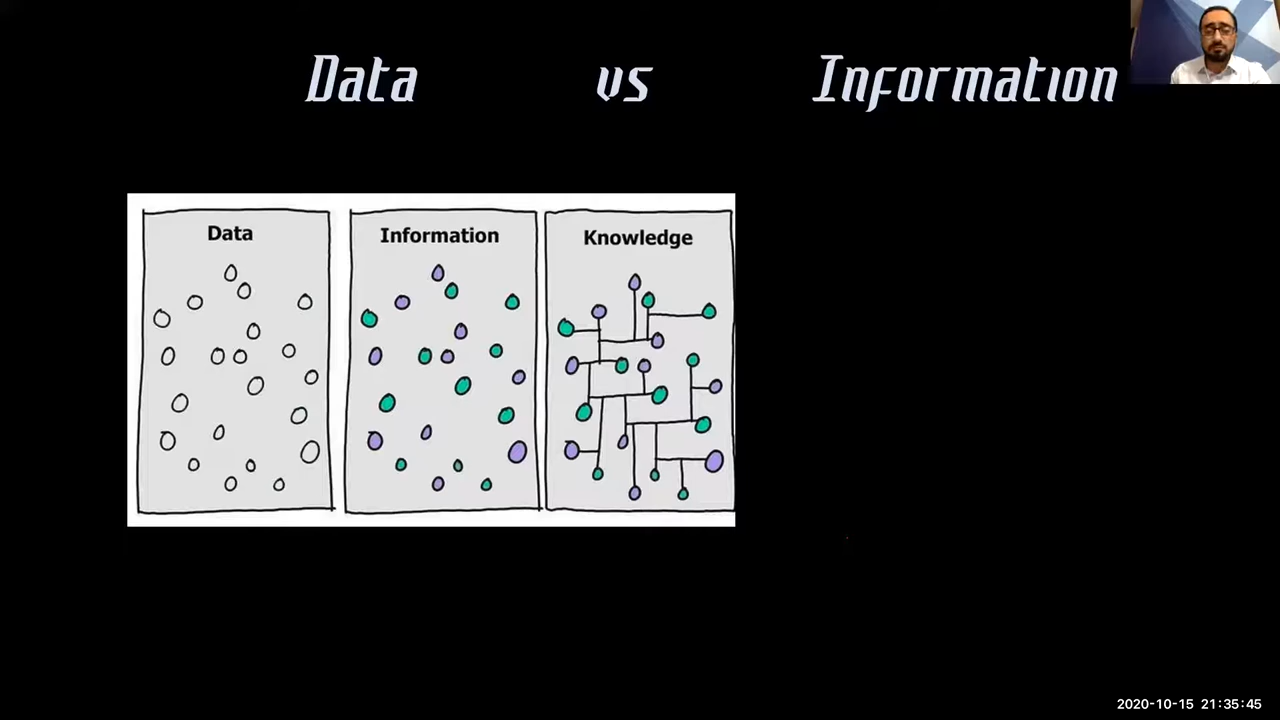 Data vs Information
Data
Information
Knowledge
2020-10-15 21:35:45